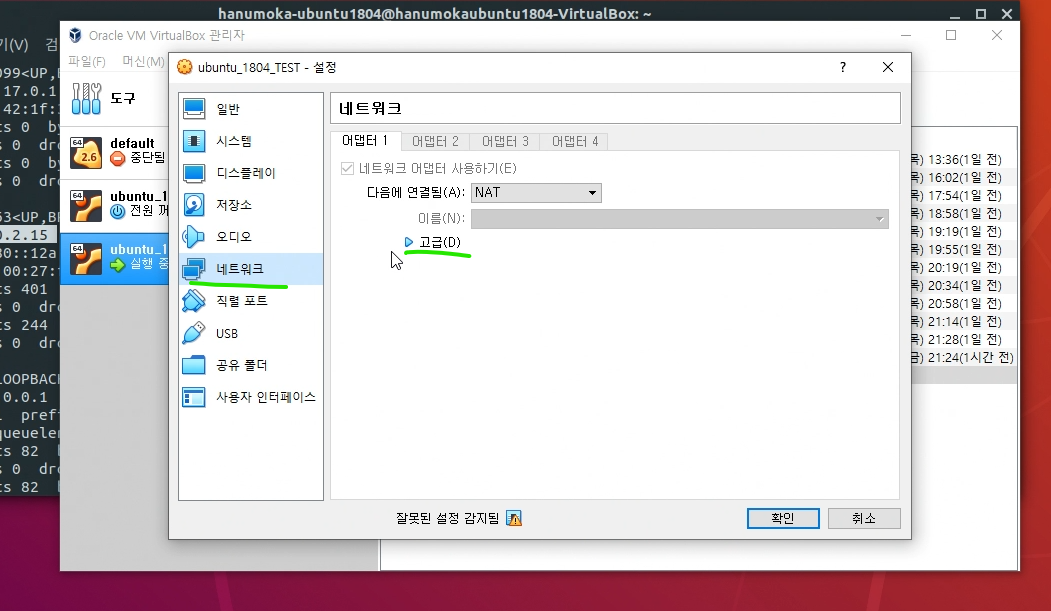 hanumoka-ubuntu1804@hanumokaubuntu1804-VirtualBox: ~
기(V) 검
Oracle VM VirtualBox 관리자
파일(F) 머신(M)
도구
default
중단됨
ubuntu_1
전원 꺼
ubuntu_1
실행 중
ubuntu_1804_TEST - 설정
일반
시스템
디스플레이
저장소
오디오
네트워크
직렬 포트
USB
공유 폴더
사용자 인터페이스
네트워크
어댑터 1 어댑터 2 어댑터 3 어댑터 4
네트워크 어댑터 사용하기(E)
다음에 연결됨(A): NAT
이름(N):
고급(D)
잘못된 설정 감지됨
확인 취소
099<UP,
17.0.1
42:1f:
ts 0 by
s 0 dro
ts 0 by
s 0 dro
63<UP,B
0.2.15
80::12a
00:27:
ts 401
s 0 dro
ts 244
s 0 dro
LOOPBACK
0.0.1
pref
queuele
ts 82
s 0 dro
ts 82
목) 13:36(1일 전)
목) 16:02(1일 전)
목) 17:54(1일 전)
목) 18:58(1일 전)
목) 19:19(1일 전)
목) 19:55(1일 전)
목) 20:19(1일 전)
목) 20:34(1일 전)
목) 20:58(1일 전)
목) 21:14(1일 전)
목) 21:28(1일 전)
금) 21:24(1시간 전)